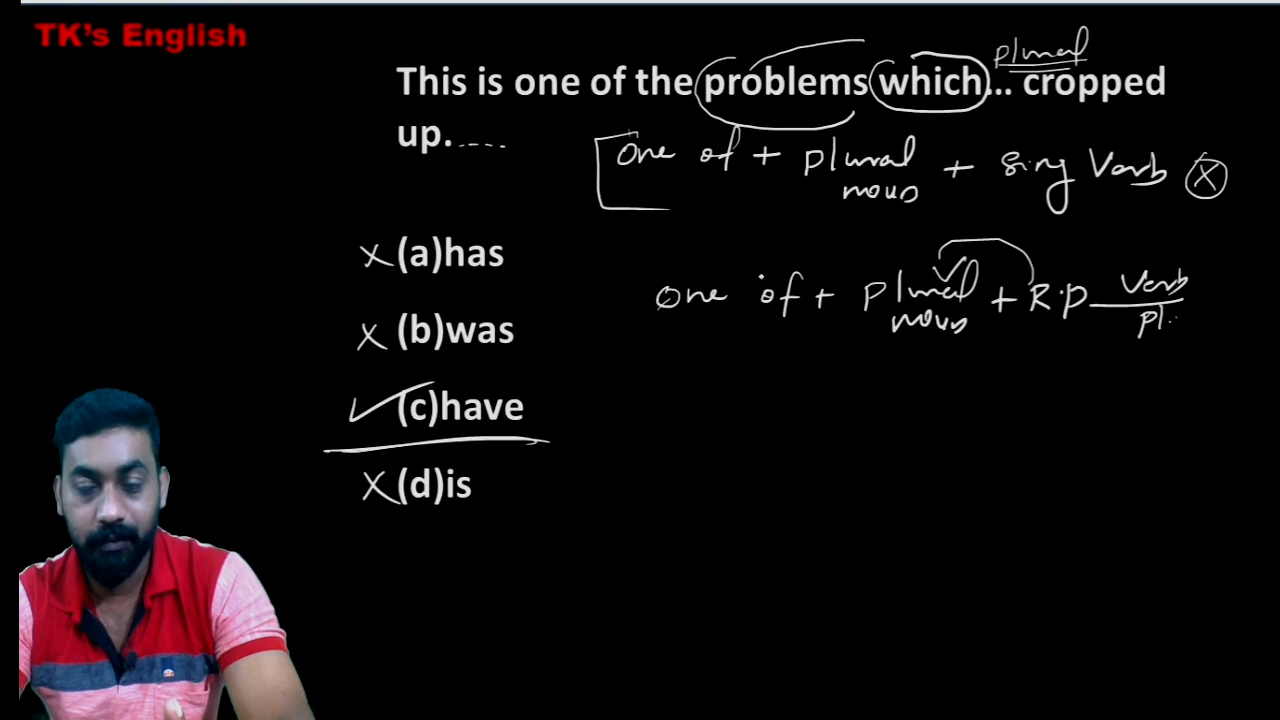 TK's English
plural
This is one of the problems which... cropped
up.....
one of + plural noun + sing verb X
X (a)has
one of + plural noun + R.P verb pl.
X (b)was
✓ (c)have
X (d)is